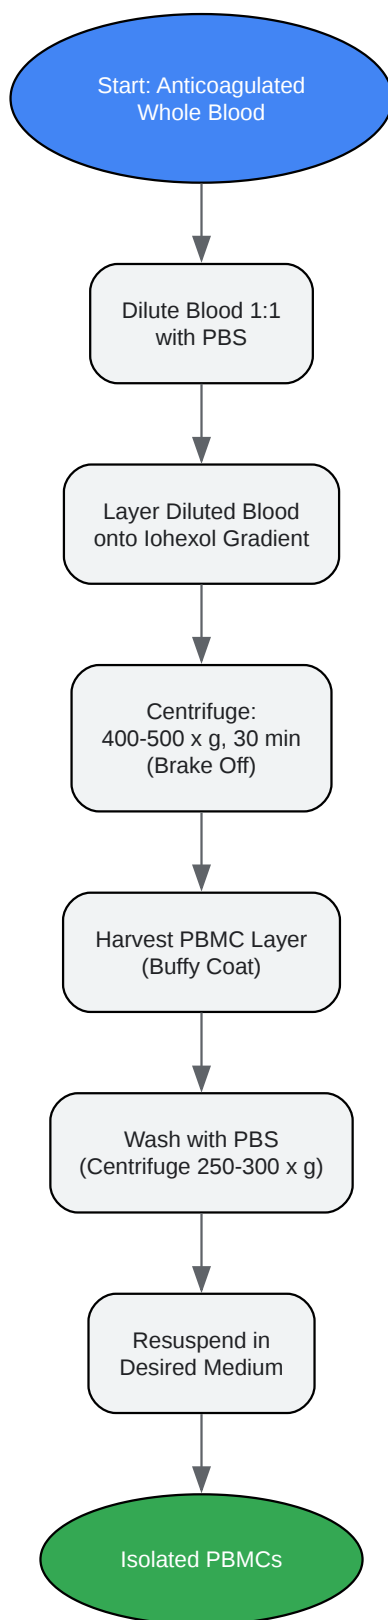 Start: Anticoagulated
Whole Blood
Dilute Blood 1:1
with PBS
Layer Diluted Blood
onto Iohexol Gradient
Centrifuge:
400-500 x g, 30 min
(Brake Off)
Harvest PBMC Layer
(Buffy Coat)
Wash with PBS
(Centrifuge 250-300 x g)
Resuspend in
Desired Medium
Isolated PBMCs